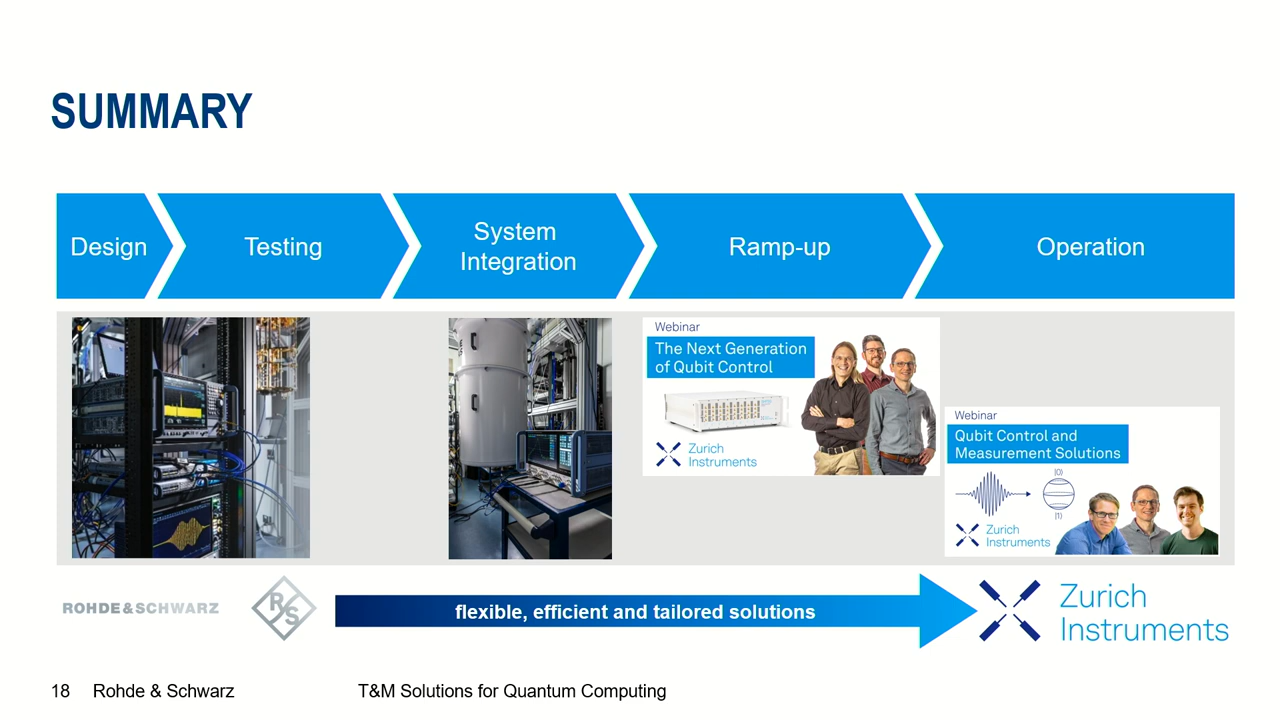 SUMMARY
Design
Testing
System
Integration
Ramp-up
Operation
Webinar
The Next Generation
of Qubit Control
Zurich
Instruments
Webinar
Qubit Control and
Measurement Solutions
|0⟩
|1⟩
Zurich
Instruments
ROHDE&SCHWARZ
R
S
flexible, efficient and tailored solutions
Zurich
Instruments
18 Rohde & Schwarz T&M Solutions for Quantum Computing